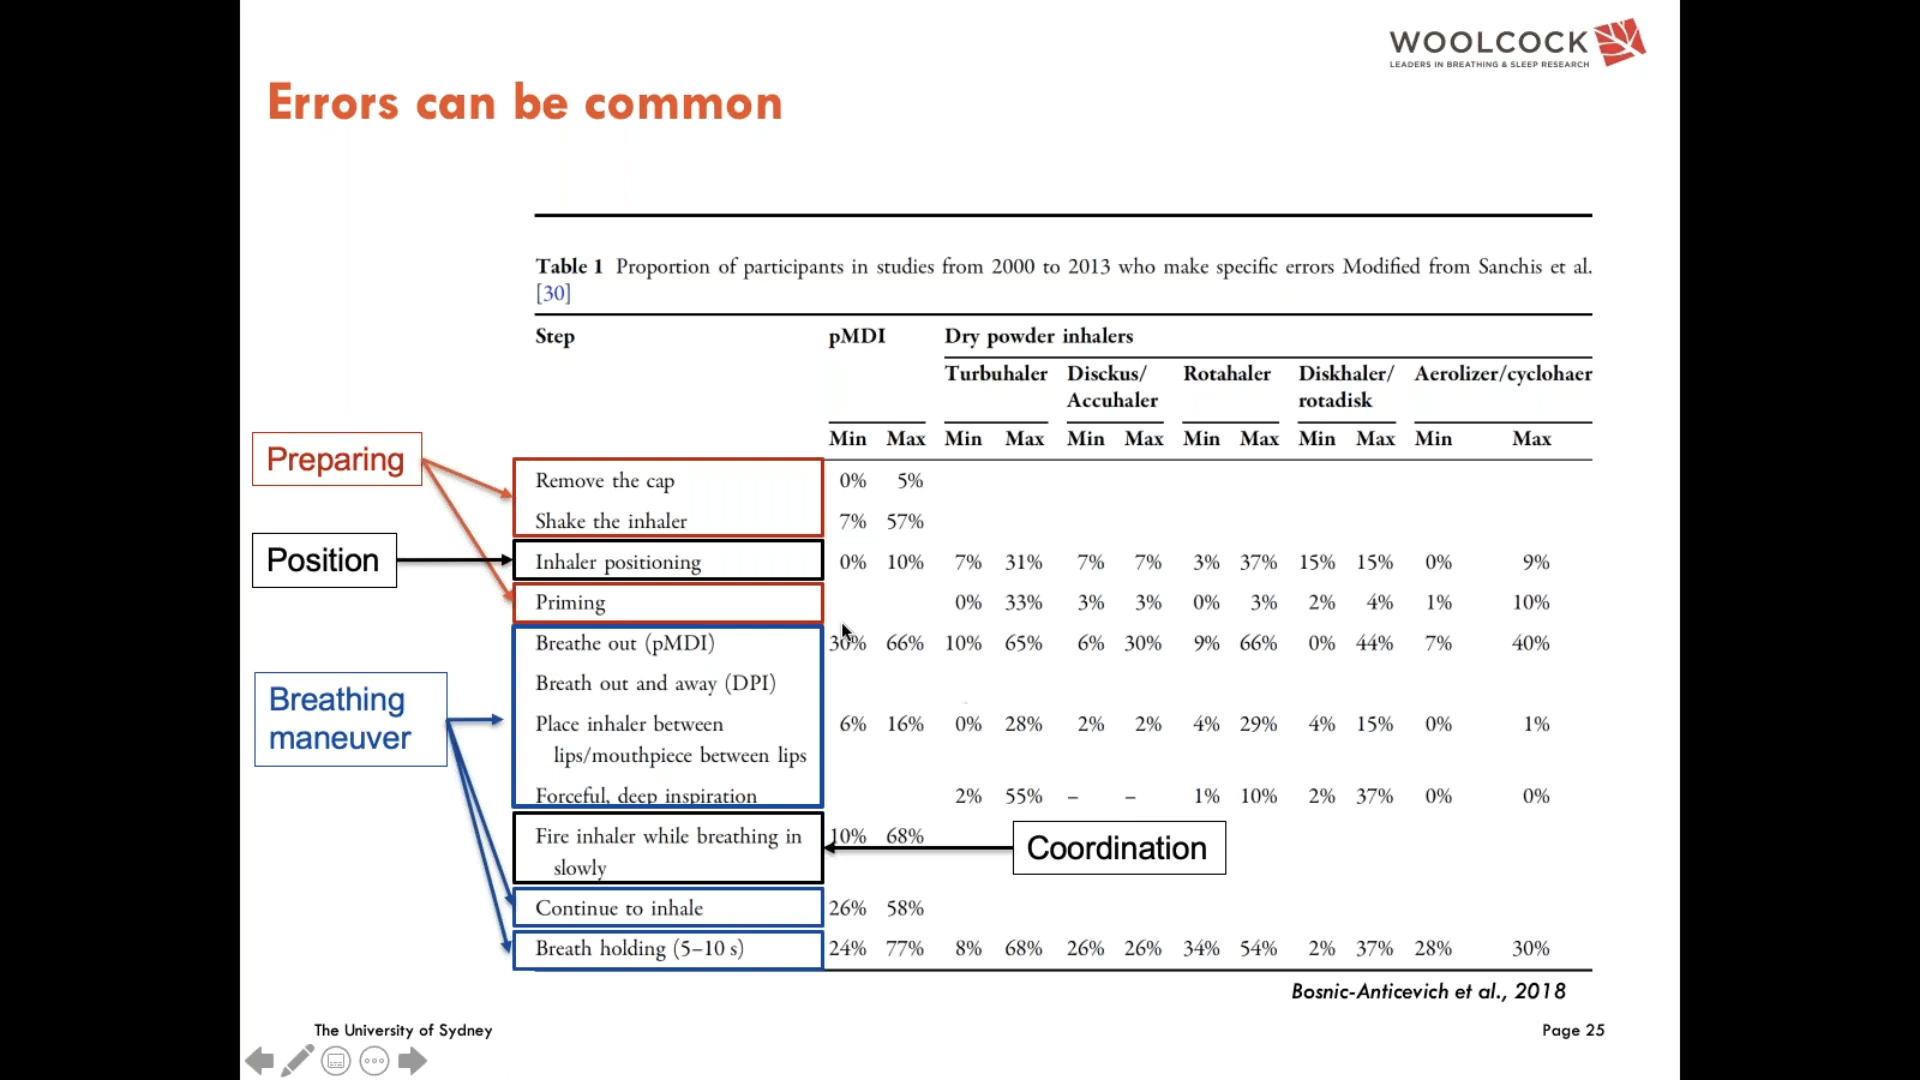 WOOLCOCK
LEADERS IN BREATHING & SLEEP RESEARCH
Errors can be common
Table 1 Proportion of participants in studies from 2000 to 2013 who make specific errors Modified from Sanchis et al.
[30]
Step pMDI Dry powder inhalers
Turbuhaler Disckus/ Rotahaler Diskhaler/ Aerolizer/cyclohaer
Accuhaler rotadisk
Min Max Min Max Min Max Min Max Min Max Min Max
Preparing
Remove the cap 0% 5%
Shake the inhaler 7% 57%
Position
Inhaler positioning 0% 10% 7% 31% 7% 7% 3% 37% 15% 15% 0% 9%
Priming 0% 33% 3% 3% 0% 3% 2% 4% 1% 10%
Breathe out (pMDI) 66% 10% 65% 6% 30% 9% 66% 0% 44% 7% 40%
Breath out and away (DPI)
Breathing
maneuver
Place inhaler between 6% 16% 0% 28% 2% 2% 4% 29% 4% 15% 0% 1%
lips/mouthpiece between lips
Forceful, deep inspiration 2% 55% – – 1% 10% 2% 37% 0% 0%
Fire inhaler while breathing in 10% 68%
slowly
Coordination
Continue to inhale 26% 58%
Breath holding (5–10 s) 24% 77% 8% 68% 26% 26% 34% 54% 2% 37% 28% 30%
Bosnic-Anticevich et al., 2018
The University of Sydney
Page 25